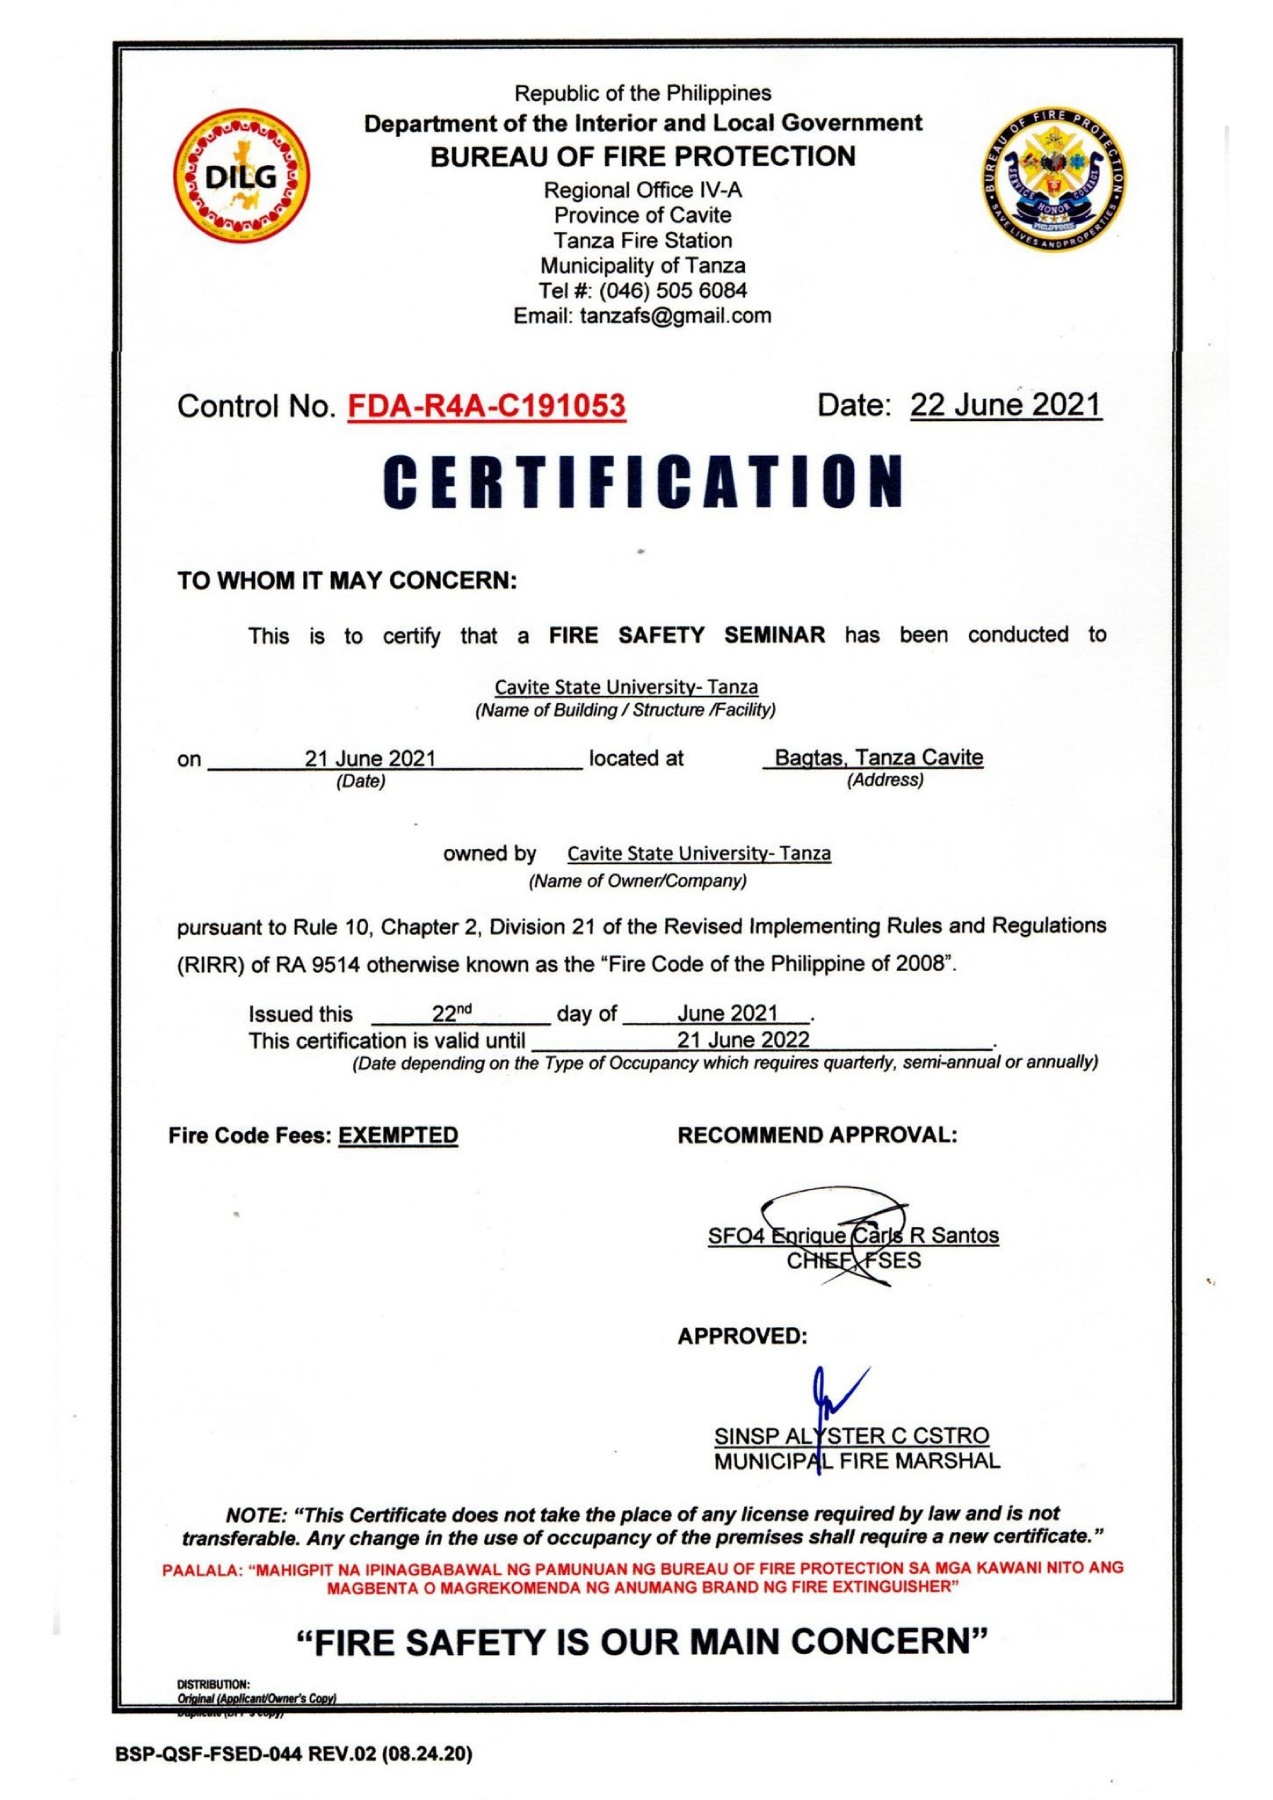 Republic of the Philippines
Department of the Interior and Local Government
BUREAU OF FIRE PROTECTION
Regional Office IV-A
Province of Cavite
Tanza Fire Station
Municipality of Tanza
Tel #: (046) 505 6084
Email: tanzafs@gmail.com
DILG
BUREAU OF FIRE PROTECTION
SERVICE HONOR COURAGE
PHILIPPINES
SAVE LIVES AND PROPERTIES
Control No. FDA-R4A-C191053 Date: 22 June 2021
CERTIFICATION
TO WHOM IT MAY CONCERN:
This is to certify that a FIRE SAFETY SEMINAR has been conducted to
Cavite State University- Tanza
(Name of Building / Structure /Facility)
on 21 June 2021 located at Bagtas, Tanza Cavite
(Date) (Address)
owned by Cavite State University- Tanza
(Name of Owner/Company)
pursuant to Rule 10, Chapter 2, Division 21 of the Revised Implementing Rules and Regulations
(RIRR) of RA 9514 otherwise known as the “Fire Code of the Philippine of 2008”.
Issued this 22nd day of June 2021.
This certification is valid until 21 June 2022.
(Date depending on the Type of Occupancy which requires quarterly, semi-annual or annually)
Fire Code Fees: EXEMPTED RECOMMEND APPROVAL:
SFO4 Enrique Carls R Santos
CHIEF, FSES
APPROVED:
SINSP ALYSTER C CSTRO
MUNICIPAL FIRE MARSHAL
NOTE: “This Certificate does not take the place of any license required by law and is not
transferable. Any change in the use of occupancy of the premises shall require a new certificate.”
PAALALA: “MAHIGPIT NA IPINAGBABAWAL NG PAMUNUAN NG BUREAU OF FIRE PROTECTION SA MGA KAWANI NITO ANG
MAGBENTA O MAGREKOMENDA NG ANUMANG BRAND NG FIRE EXTINGUISHER”
“FIRE SAFETY IS OUR MAIN CONCERN”
DISTRIBUTION:
Original (Applicant/Owner's Copy)
Duplicate (BFP's Copy)
BSP-QSF-FSED-044 REV.02 (08.24.20)